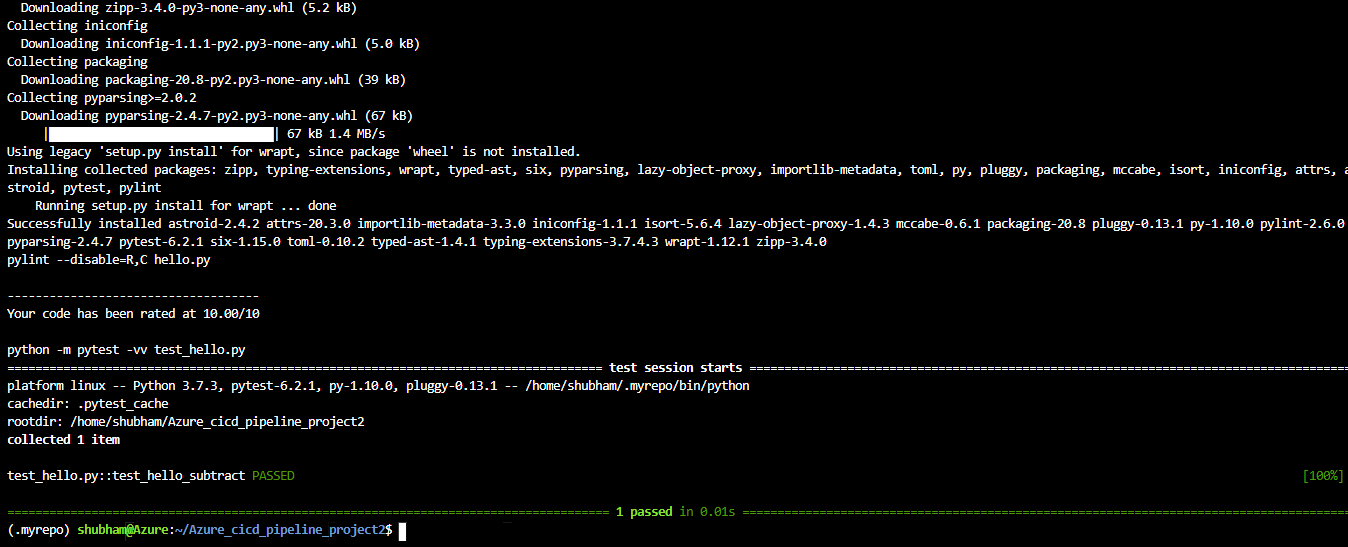 Downloading zipp-3.4.0-py3-none-any.whl (5.2 kB)
Collecting iniconfig
Downloading iniconfig-1.1.1-py2.py3-none-any.whl (5.0 kB)
Collecting packaging
Downloading packaging-20.8-py2.py3-none-any.whl (39 kB)
Collecting pyparsing>=2.0.2
Downloading pyparsing-2.4.7-py2.py3-none-any.whl (67 kB)
| | 67 kB 1.4 MB/s
Using legacy 'setup.py install' for wrapt, since package 'wheel' is not installed.
Installing collected packages: zipp, typing-extensions, wrapt, typed-ast, six, pyparsing, lazy-object-proxy, importlib-metadata, toml, py, pluggy, packaging, mccabe, isort, iniconfig, attrs, a
stroid, pytest, pylint
Running setup.py install for wrapt ... done
Successfully installed astroid-2.4.2 attrs-20.3.0 importlib-metadata-3.3.0 iniconfig-1.1.1 isort-5.6.4 lazy-object-proxy-1.4.3 mccabe-0.6.1 packaging-20.8 pluggy-0.13.1 py-1.10.0 pylint-2.6.0
pyparsing-2.4.7 pytest-6.2.1 six-1.15.0 toml-0.10.2 typed-ast-1.4.1 typing-extensions-3.7.4.3 wrapt-1.12.1 zipp-3.4.0
pylint --disable=R,C hello.py
------------------------------------
Your code has been rated at 10.00/10
python -m pytest -vv test_hello.py
===================================================================================== test session starts =====================================================================================
platform linux -- Python 3.7.3, pytest-6.2.1, py-1.10.0, pluggy-0.13.1 -- /home/shubham/.myrepo/bin/python
cachedir: .pytest_cache
rootdir: /home/shubham/Azure_cicd_pipeline_project2
collected 1 item
test_hello.py::test_hello_subtract PASSED [100%]
====================================================================================== 1 passed in 0.01s ======================================================================================
(.myrepo) shubham@Azure:~/Azure_cicd_pipeline_project2$